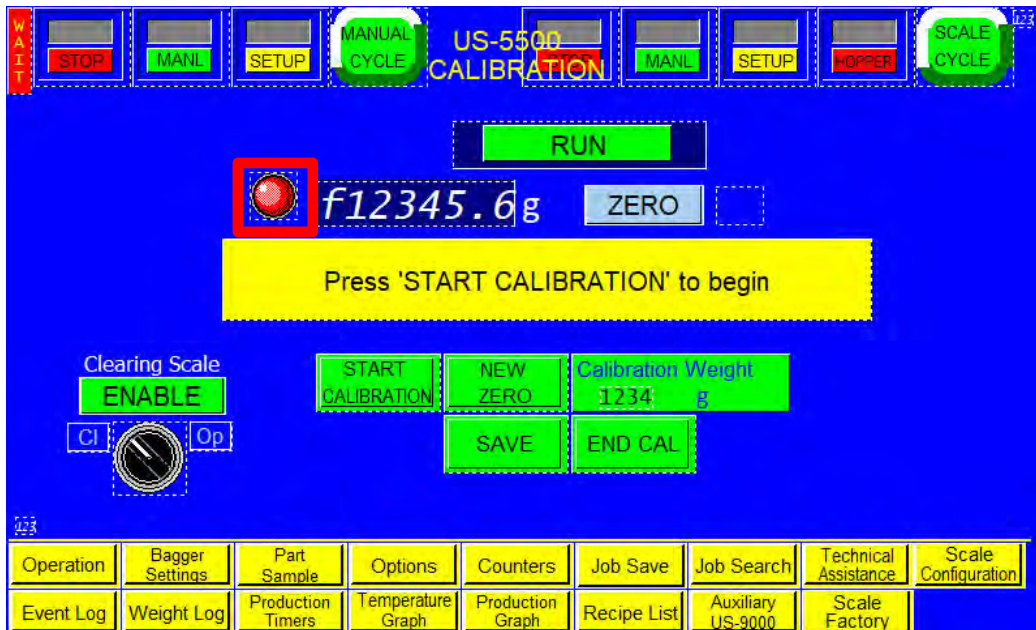 WAIT
STOP
MANL
SETUP
MANUAL
CYCLE
US-5500
CALIBRATION
MANL
SETUP
HOPPER
SCALE
CYCLE
123
RUN
f12345.6 g
ZERO
Press 'START CALIBRATION' to begin
Clearing Scale
ENABLE
Cl
Op
START
CALIBRATION
NEW
ZERO
Calibration Weight
1234 g
SAVE
END CAL
123
Operation
Bagger
Settings
Part
Sample
Options
Counters
Job Save
Job Search
Technical
Assistance
Scale
Configuration
Event Log
Weight Log
Production
Timers
Temperature
Graph
Production
Graph
Recipe List
Auxiliary
US-9000
Scale
Factory